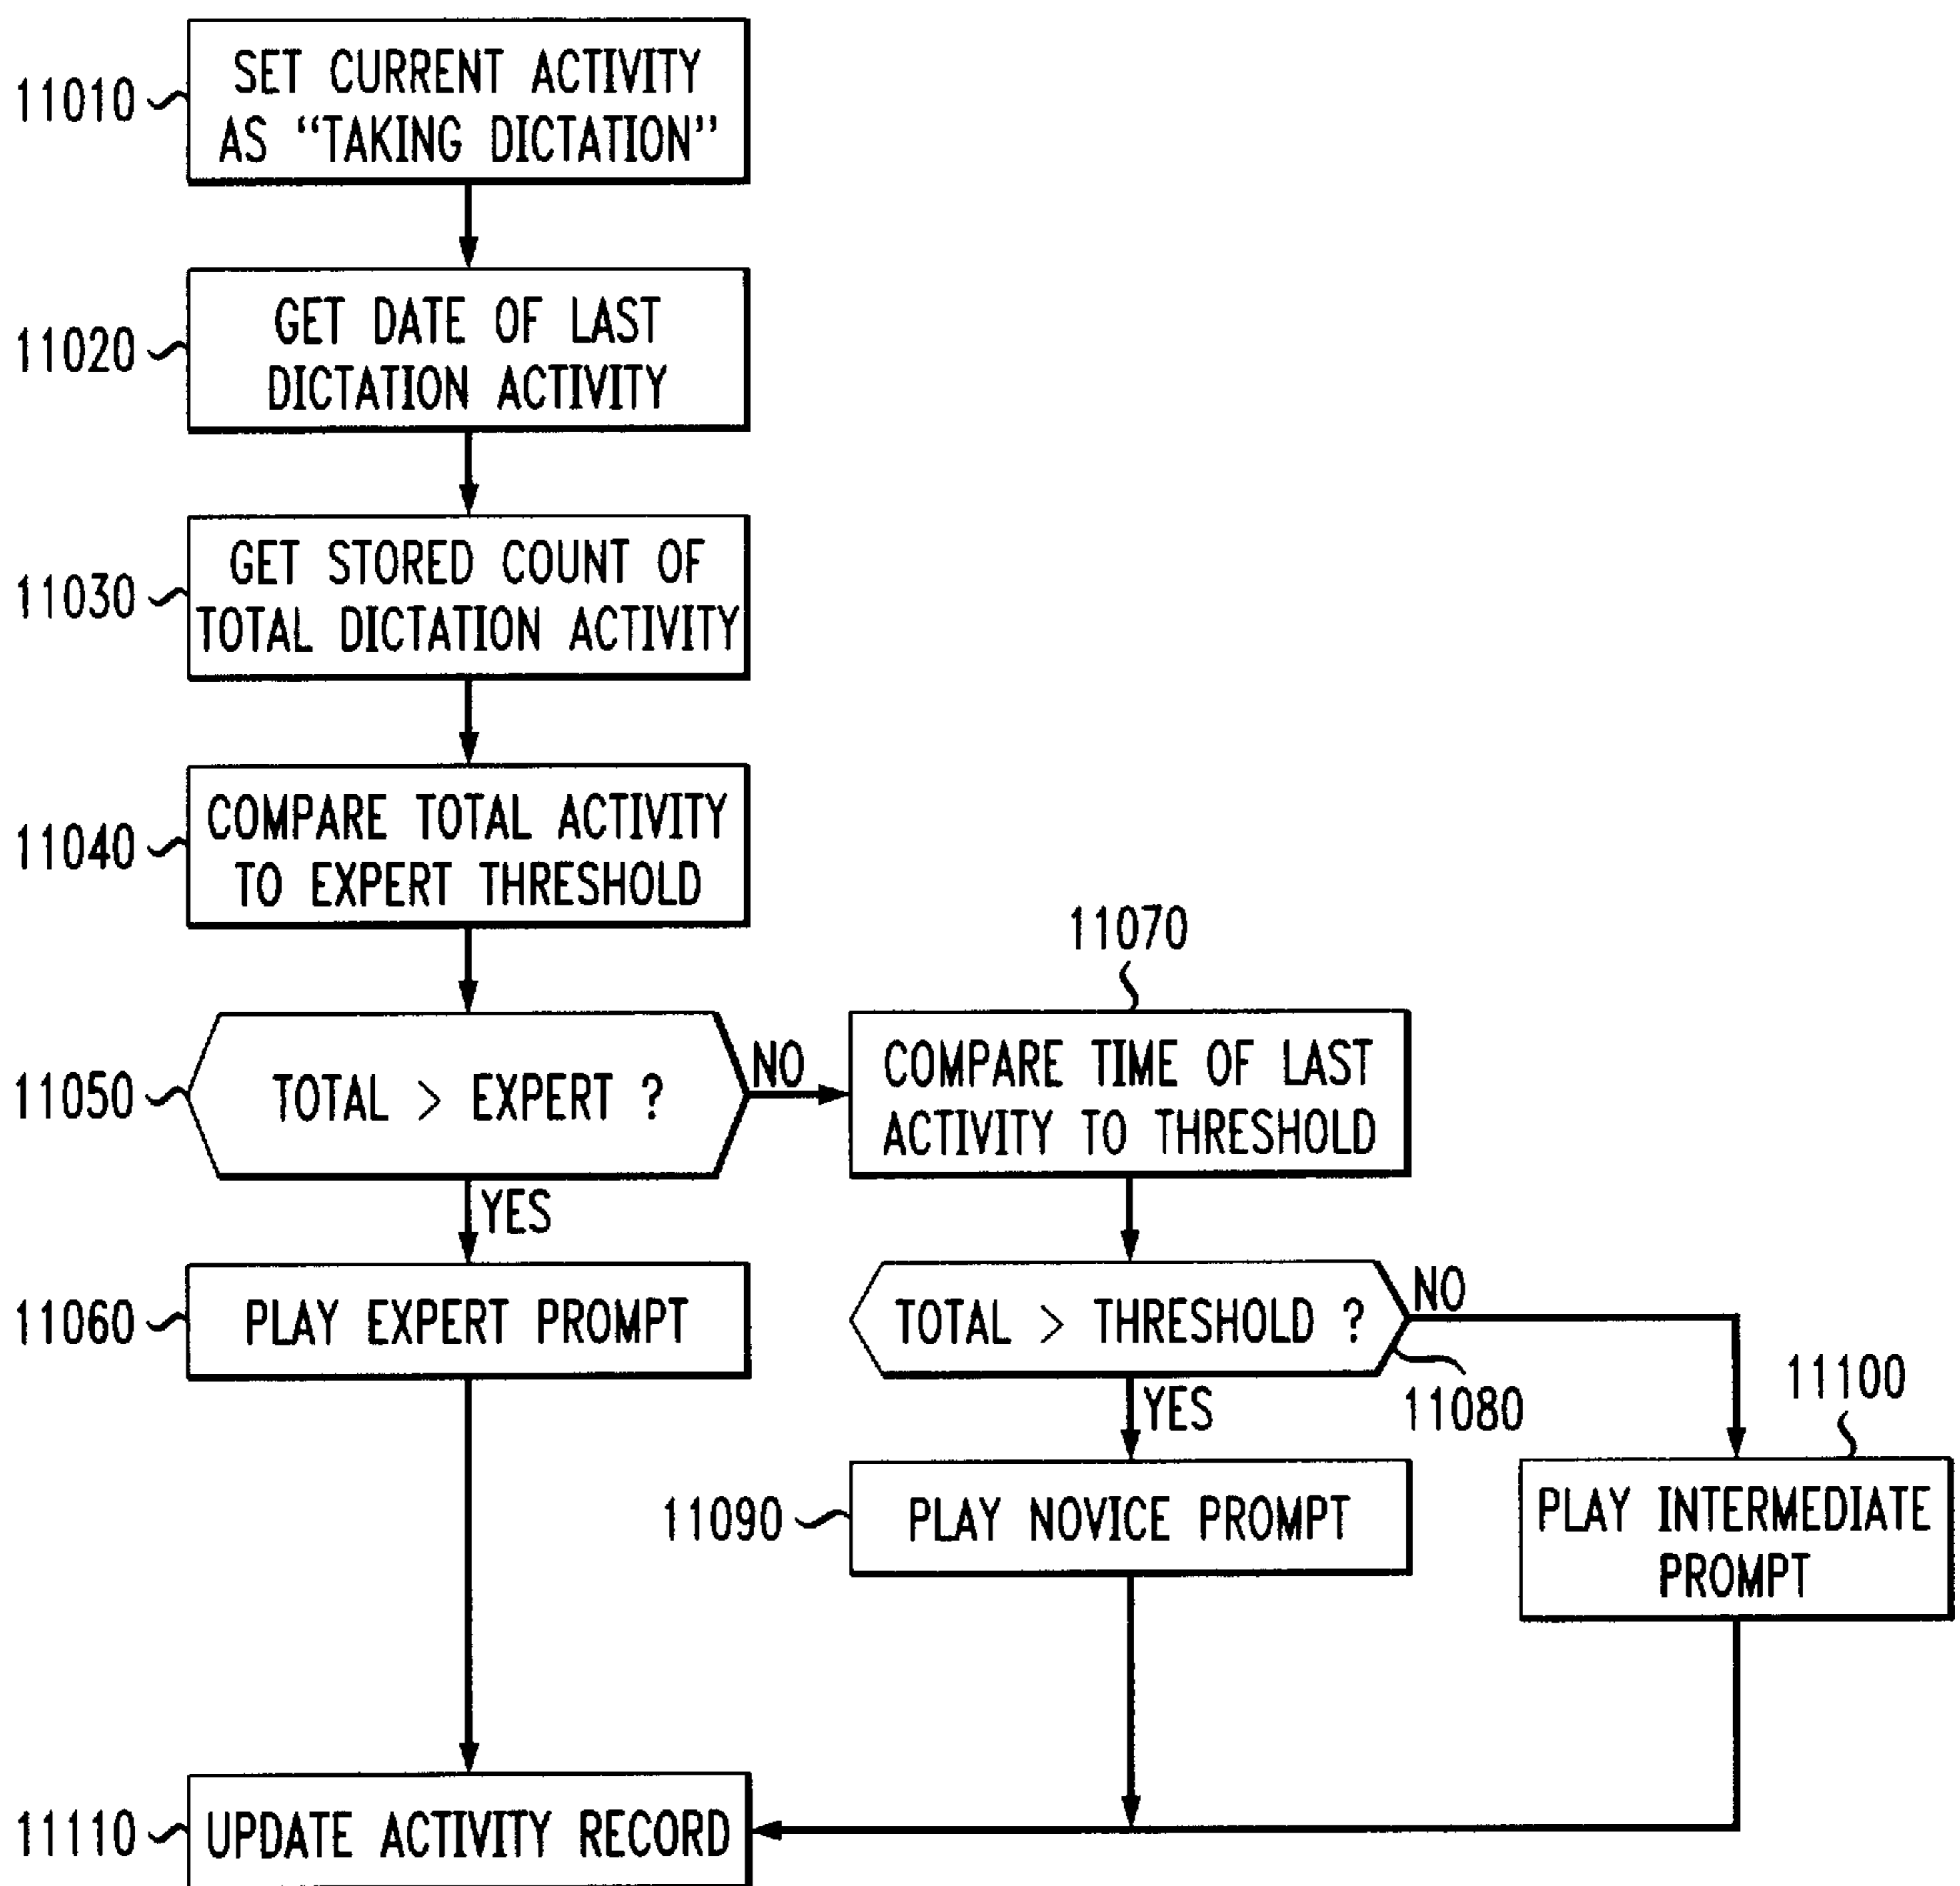 11010
SET CURRENT ACTIVITY
AS “TAKING DICTATION”
11020
GET DATE OF LAST
DICTATION ACTIVITY
11030
GET STORED COUNT OF
TOTAL DICTATION ACTIVITY
11040
COMPARE TOTAL ACTIVITY
TO EXPERT THRESHOLD
11050
TOTAL > EXPERT ?
NO
YES
11070
COMPARE TIME OF LAST
ACTIVITY TO THRESHOLD
11060
PLAY EXPERT PROMPT
TOTAL > THRESHOLD ?
NO
11080
YES
11090
PLAY NOVICE PROMPT
11100
PLAY INTERMEDIATE
PROMPT
11110
UPDATE ACTIVITY RECORD